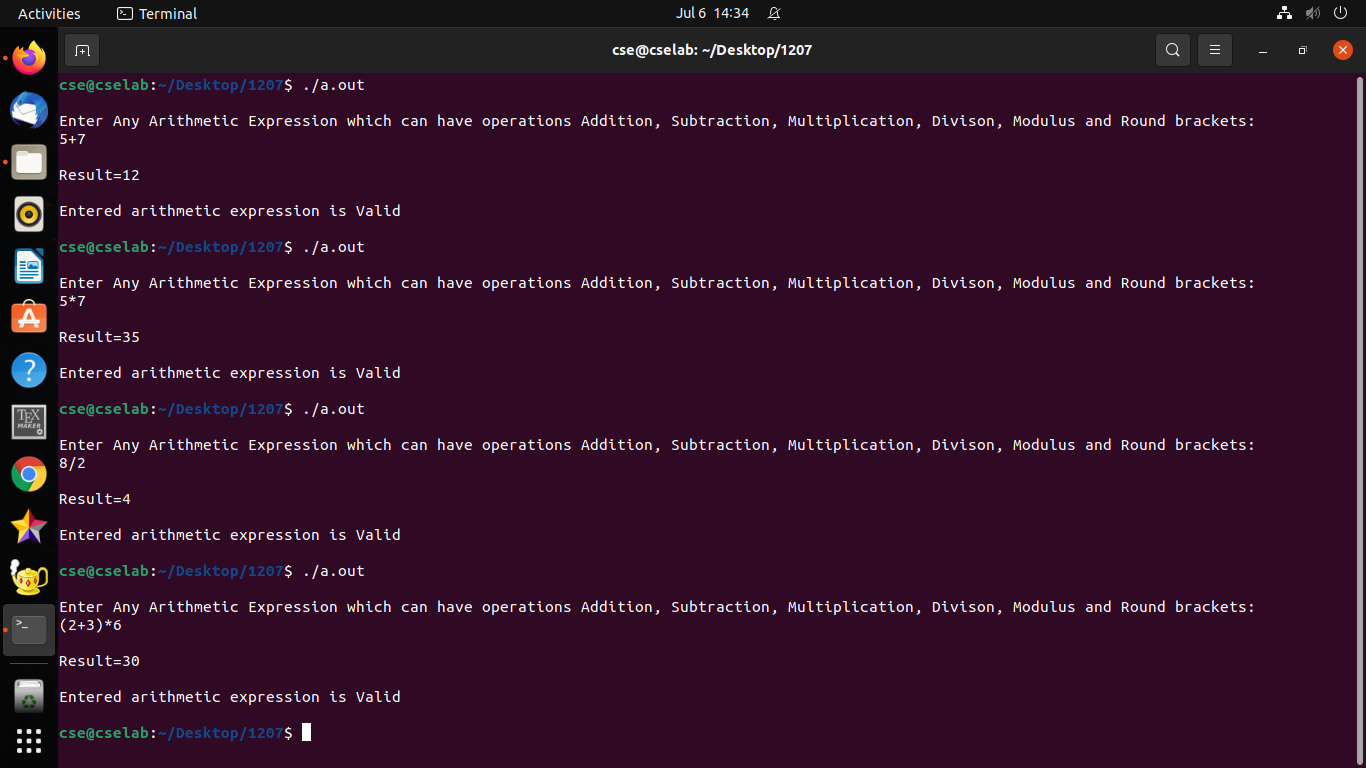 Activities
Terminal
Jul 6 14:34
cse@cselab: ~/Desktop/1207
cse@cselab:~/Desktop/1207$ ./a.out
Enter Any Arithmetic Expression which can have operations Addition, Subtraction, Multiplication, Divison, Modulus and Round brackets:
5+7
Result=12
Entered arithmetic expression is Valid
cse@cselab:~/Desktop/1207$ ./a.out
Enter Any Arithmetic Expression which can have operations Addition, Subtraction, Multiplication, Divison, Modulus and Round brackets:
5*7
Result=35
Entered arithmetic expression is Valid
cse@cselab:~/Desktop/1207$ ./a.out
Enter Any Arithmetic Expression which can have operations Addition, Subtraction, Multiplication, Divison, Modulus and Round brackets:
8/2
Result=4
Entered arithmetic expression is Valid
cse@cselab:~/Desktop/1207$ ./a.out
Enter Any Arithmetic Expression which can have operations Addition, Subtraction, Multiplication, Divison, Modulus and Round brackets:
(2+3)*6
Result=30
Entered arithmetic expression is Valid
cse@cselab:~/Desktop/1207$
TEX
MAKER